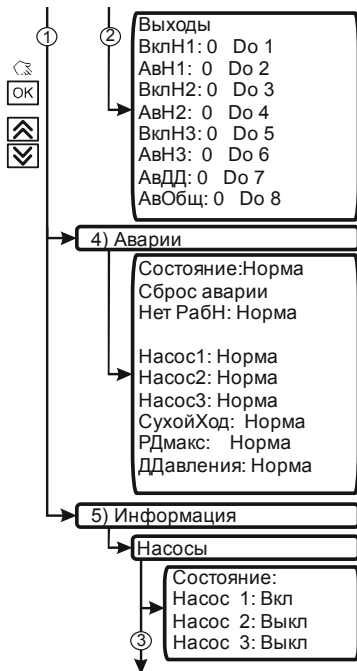 1
2
OK
Выходы
ВклН1: 0 Do 1
АвН1: 0 Do 2
ВклН2: 0 Do 3
АвН2: 0 Do 4
ВклН3: 0 Do 5
АвН3: 0 Do 6
АвДД: 0 Do 7
АвОбщ: 0 Do 8
4) Аварии
Состояние:Норма
Сброс аварии
Нет РабН: Норма
Насос1: Норма
Насос2: Норма
Насос3: Норма
СухойХод: Норма
РДмакс: Норма
ДДавления: Норма
5) Информация
Насосы
Состояние:
Насос 1: Вкл
Насос 2: Выкл
Насос 3: Выкл
3